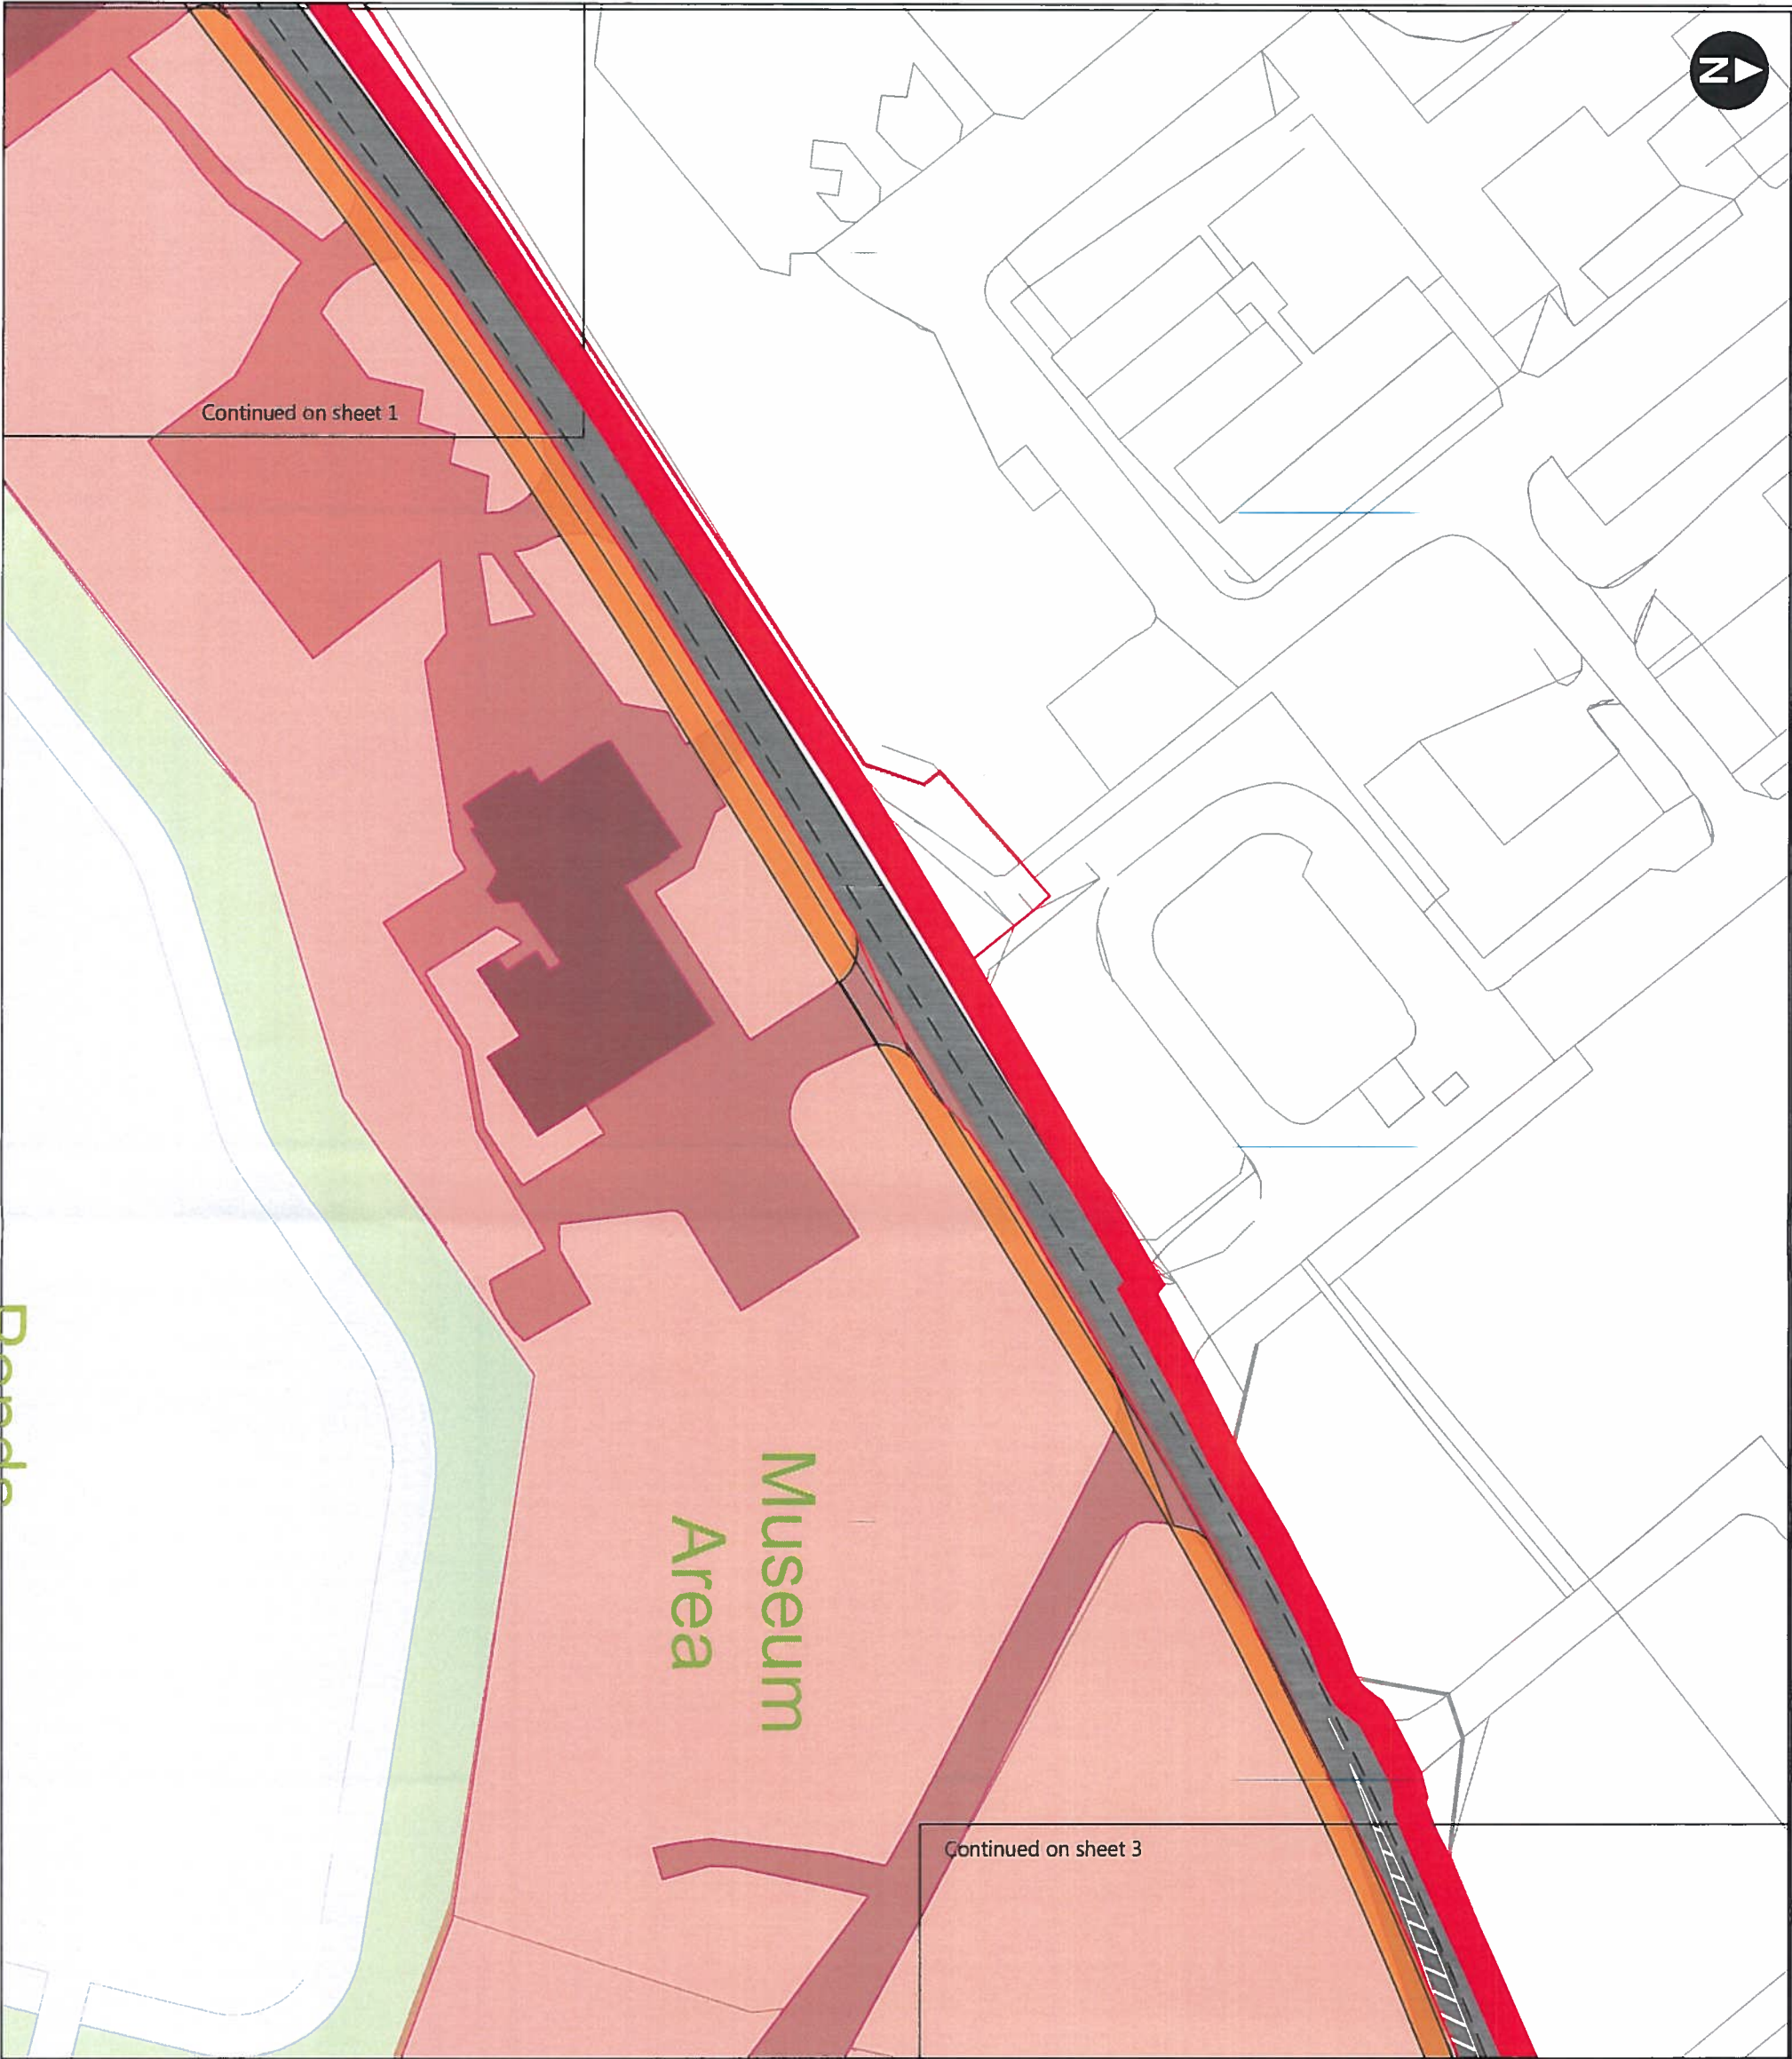 N
Continued on sheet 1
Museum
Area
Continued on sheet 3